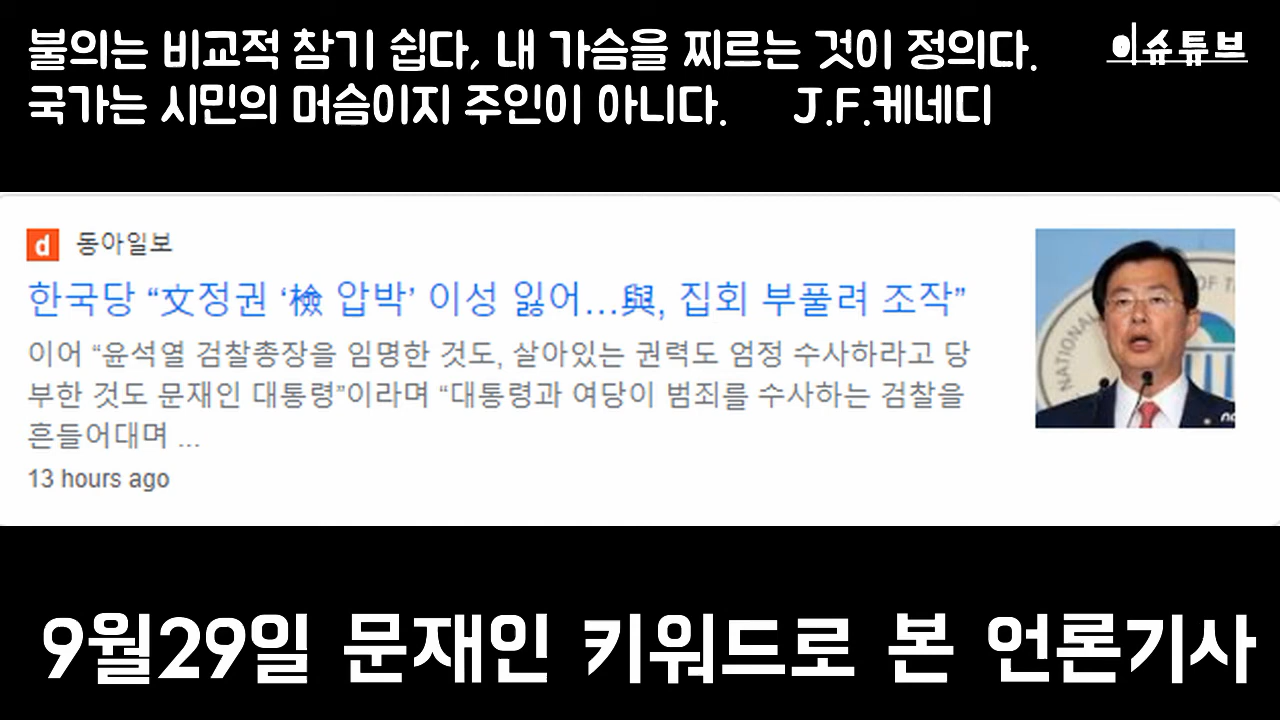 불의는 비교적 참기 쉽다, 내 가슴을 찌르는 것이 정의다.
이슈튜브
국가는 시민의 머슴이지 주인이 아니다. J.F.케네디
d 동아일보
한국당 “文정권 ‘檢 압박’ 이성 잃어…與, 집회 부풀려 조작”
이어 “윤석열 검찰총장을 임명한 것도, 살아있는 권력도 엄정 수사하라고 당
부한 것도 문재인 대통령”이라며 “대통령과 여당이 범죄를 수사하는 검찰을
흔들어대며 ...
13 hours ago
NATIONAL
OF T
9월29일 문재인 키워드로 본 언론기사